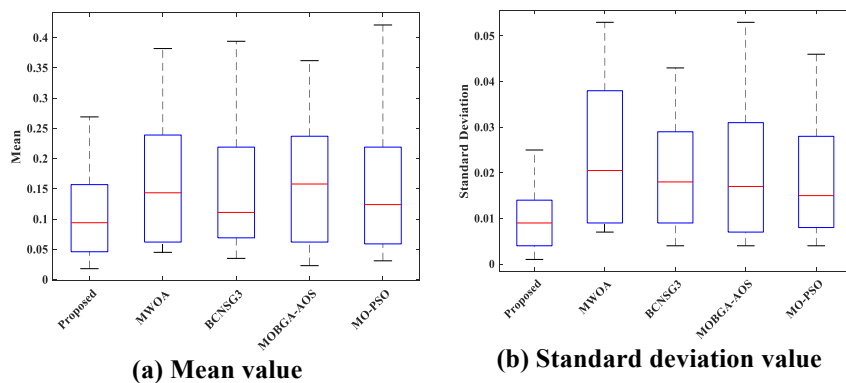 0.4
0.35
0.3
0.25
0.2
0.15
0.1
0.05
0
Mean
Proposed
MWOA
BCNSG3
MOBGA-AOS
MO-PSO
(a) Mean value
0.05
0.04
0.03
0.02
0.01
0
Standard Deviation
Proposed
MWOA
BCNSG3
MOBGA-AOS
MO-PSO
(b) Standard deviation value